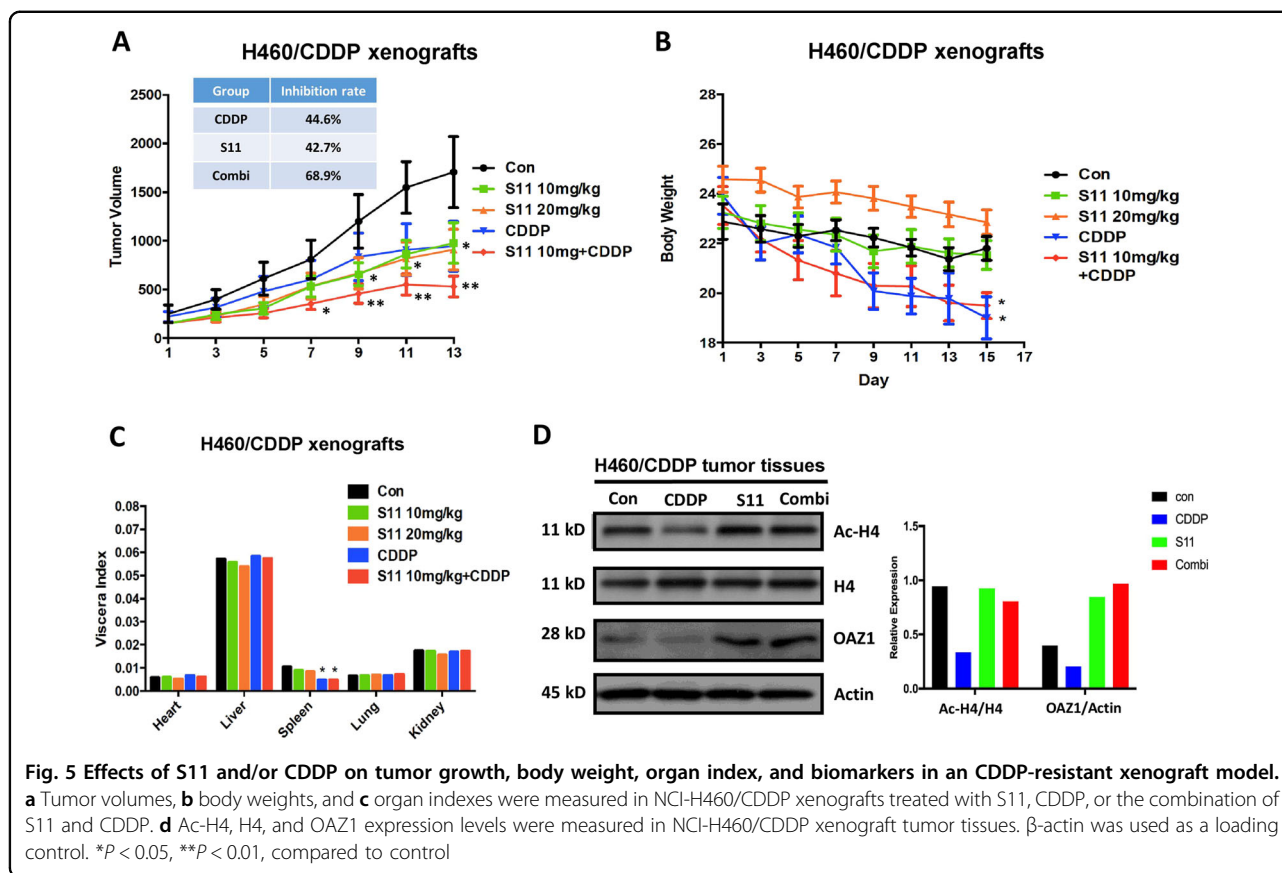 A
H460/CDDP xenografts
Group Inhibition rate
CDDP 44.6%
S11 42.7%
Combi 68.9%
Tumor Volume
2500
2000
1500
1000
500
0
1 3 5 7 9 11 13
* * * * ** ** **
Con
S11 10mg/kg
S11 20mg/kg
CDDP
S11 10mg+CDDP
B
H460/CDDP xenografts
Body Weight
28
26
24
22
20
18
1 3 5 7 9 11 13 15 17
Day
*
*
Con
S11 10mg/kg
S11 20mg/kg
CDDP
S11 10mg/kg
+CDDP
C
H460/CDDP xenografts
Viscera Index
0.08
0.07
0.06
0.05
0.04
0.03
0.02
0.01
0.00
* *
Heart Liver Spleen Lung Kidney
Con
S11 10mg/kg
S11 20mg/kg
CDDP
S11 10mg/kg+CDDP
D
H460/CDDP tumor tissues
Con CDDP S11 Combi
11 kD Ac-H4
11 kD H4
28 kD OAZ1
45 kD Actin
Relative Expression
1.5
1.0
0.5
0.0
Ac-H4/H4 OAZ1/Actin
con
CDDP
S11
Combi
Fig. 5 Effects of S11 and/or CDDP on tumor growth, body weight, organ index, and biomarkers in an CDDP-resistant xenograft model.
a Tumor volumes, b body weights, and c organ indexes were measured in NCI-H460/CDDP xenografts treated with S11, CDDP, or the combination of
S11 and CDDP. d Ac-H4, H4, and OAZ1 expression levels were measured in NCI-H460/CDDP xenograft tumor tissues. β-actin was used as a loading
control. *P < 0.05, **P < 0.01, compared to control